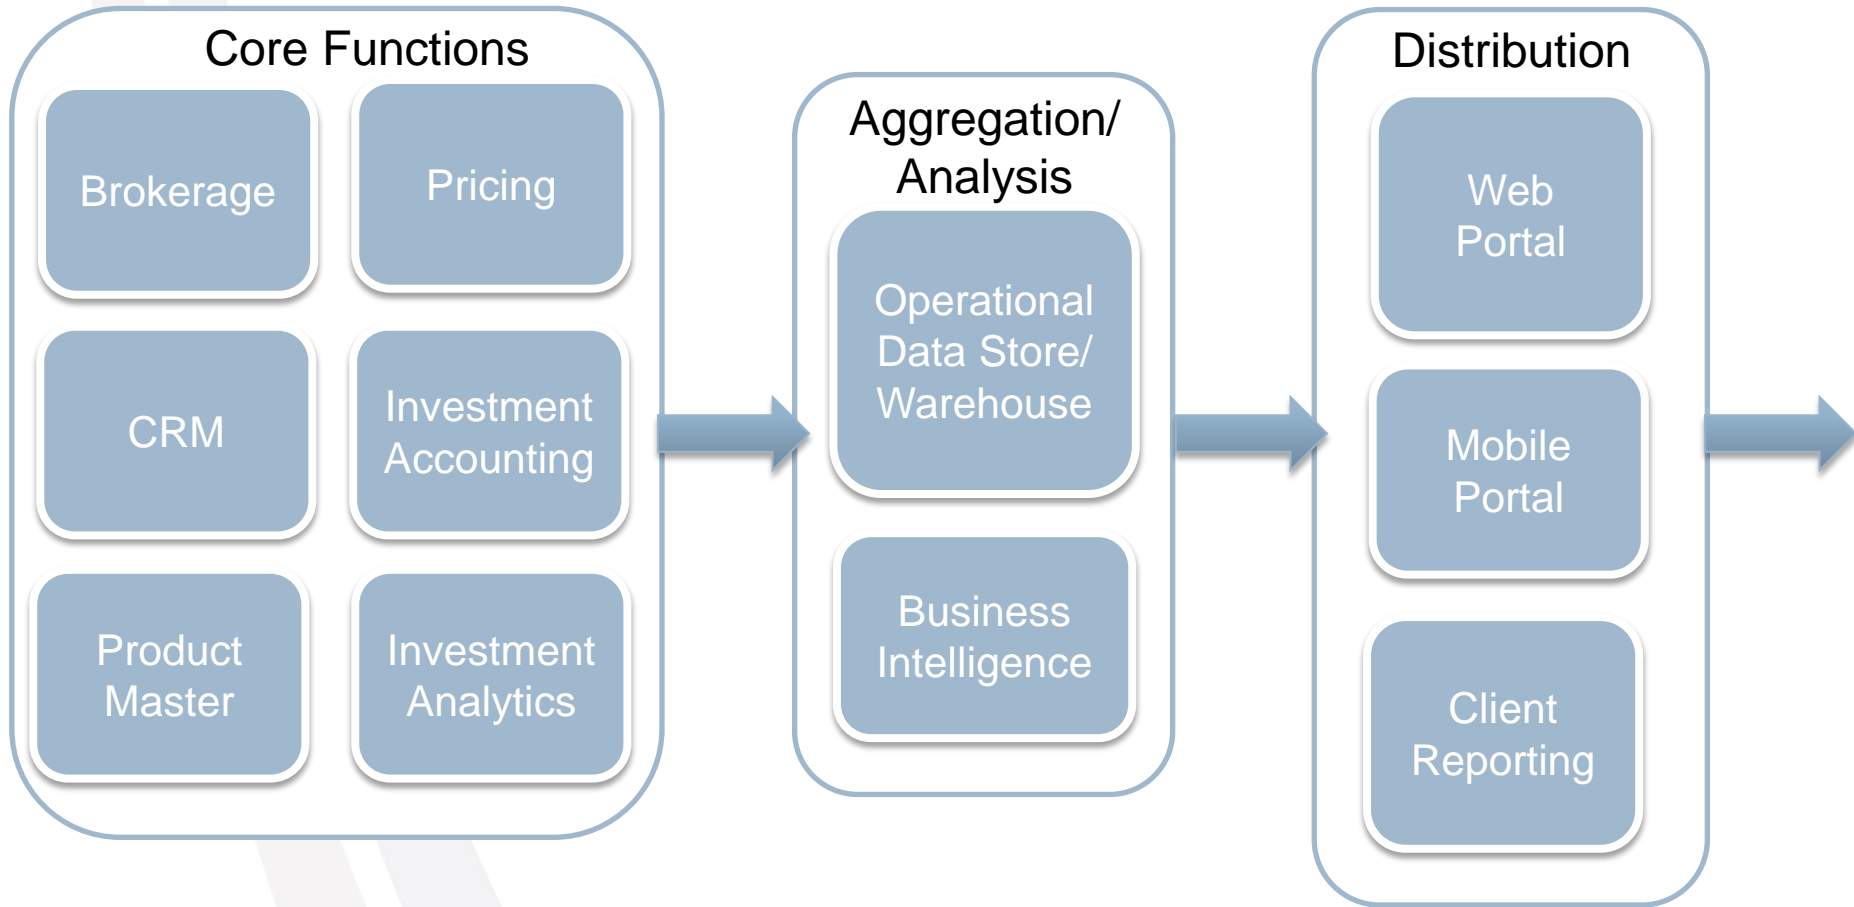 Core Functions
Brokerage
Pricing
CRM
Investment
Accounting
Product
Master
Investment
Analytics
Aggregation/
Analysis
Operational
Data Store/
Warehouse
Business
Intelligence
Distribution
Web
Portal
Mobile
Portal
Client
Reporting